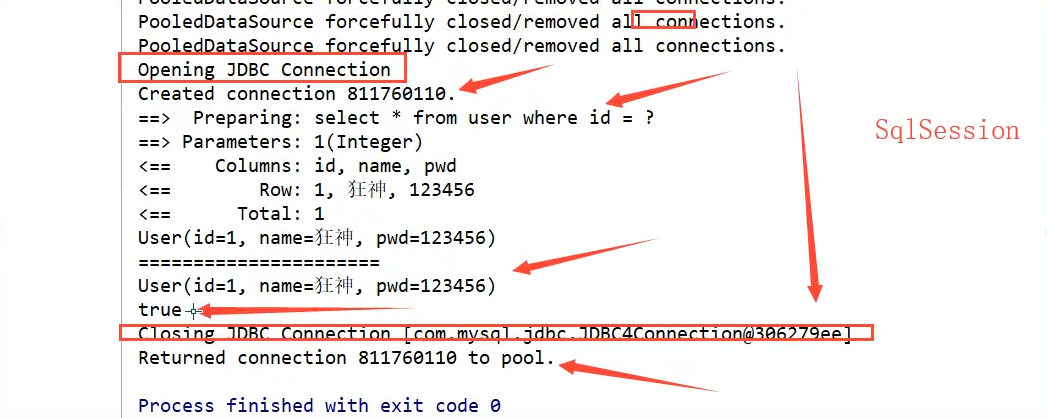 PooledDataSource forcefully closed/removed all connections.
PooledDataSource forcefully closed/removed all connections.
PooledDataSource forcefully closed/removed all connections.
Opening JDBC Connection
Created connection 811760110.
==>  Preparing: select * from user where id = ?
==> Parameters: 1(Integer)
<==    Columns: id, name, pwd
<==        Row: 1, 狂神, 123456
<==      Total: 1
User(id=1, name=狂神, pwd=123456)
======================
User(id=1, name=狂神, pwd=123456)
true
Closing JDBC Connection [com.mysql.jdbc.JDBC4Connection@306279ee]
Returned connection 811760110 to pool.
Process finished with exit code 0
SqlSession